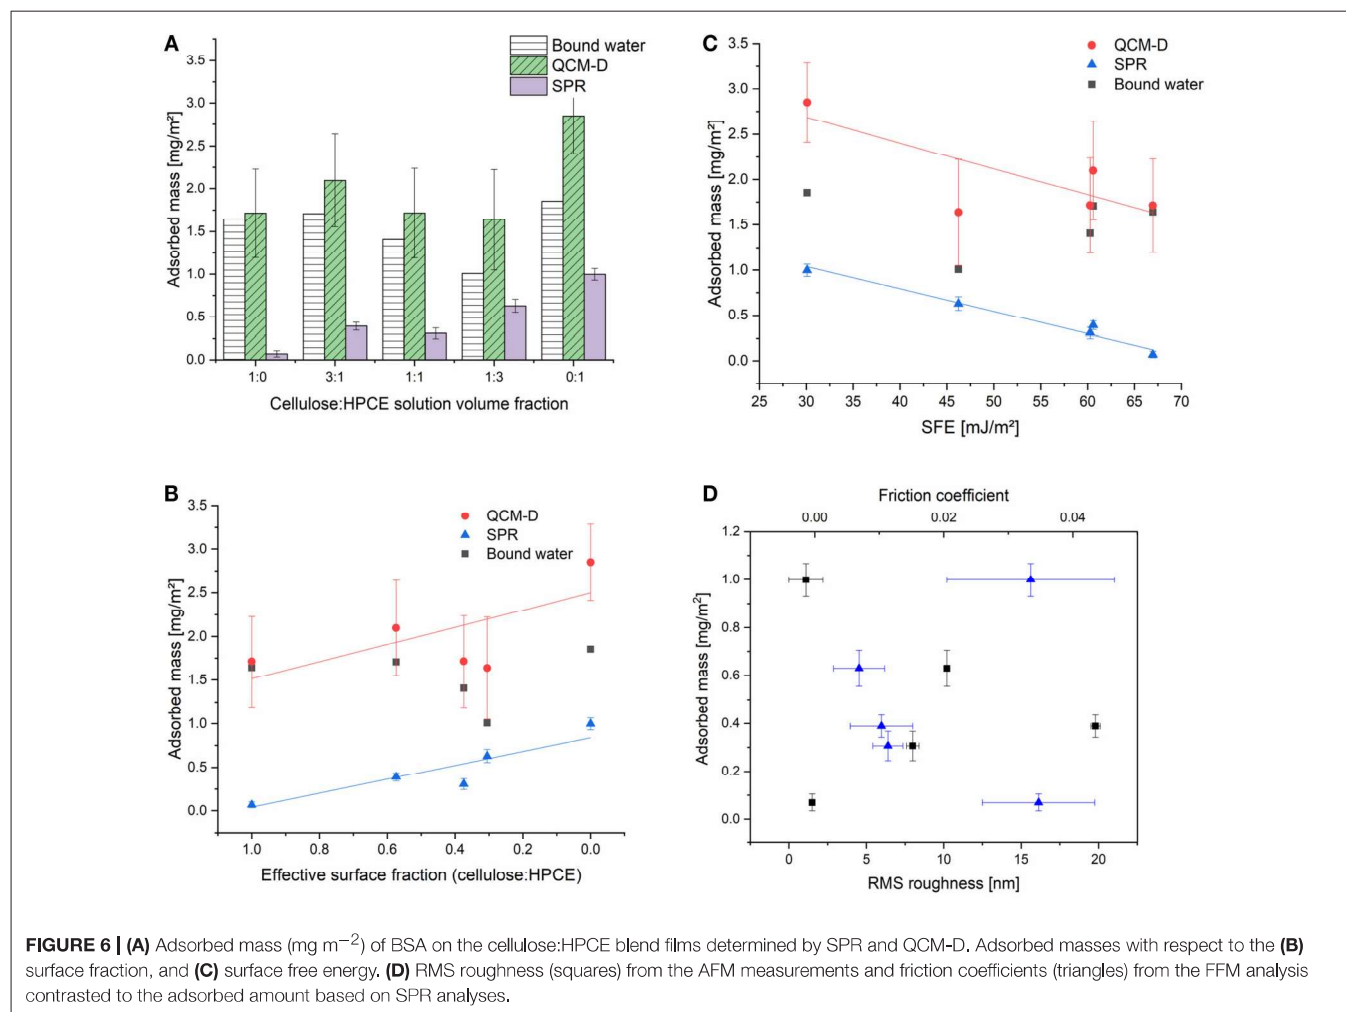 A
3.5
3.0
2.5
2.0
1.5
1.0
0.5
0.0
Adsorbed mass [mg/m²]
Bound water
QCM-D
SPR
1:0 3:1 1:1 1:3 0:1
Cellulose:HPCE solution volume fraction
C
3.5
3.0
2.5
2.0
1.5
1.0
0.5
0.0
Adsorbed mass [mg/m²]
QCM-D
SPR
Bound water
25 30 35 40 45 50 55 60 65 70
SFE [mJ/m²]
B
3.5
3.0
2.5
2.0
1.5
1.0
0.5
0.0
Adsorbed mass [mg/m²]
QCM-D
SPR
Bound water
1.0 0.8 0.6 0.4 0.2 0.0
Effective surface fraction (cellulose:HPCE)
D
Friction coefficient
0.00 0.02 0.04
1.2
1.0
0.8
0.6
0.4
0.2
0.0
Adsorbed mass [mg/m²]
0 5 10 15 20
RMS roughness [nm]
FIGURE 6 | (A) Adsorbed mass (mg m−2) of BSA on the cellulose:HPCE blend films determined by SPR and QCM-D. Adsorbed masses with respect to the (B)
surface fraction, and (C) surface free energy. (D) RMS roughness (squares) from the AFM measurements and friction coefficients (triangles) from the FFM analysis
contrasted to the adsorbed amount based on SPR analyses.